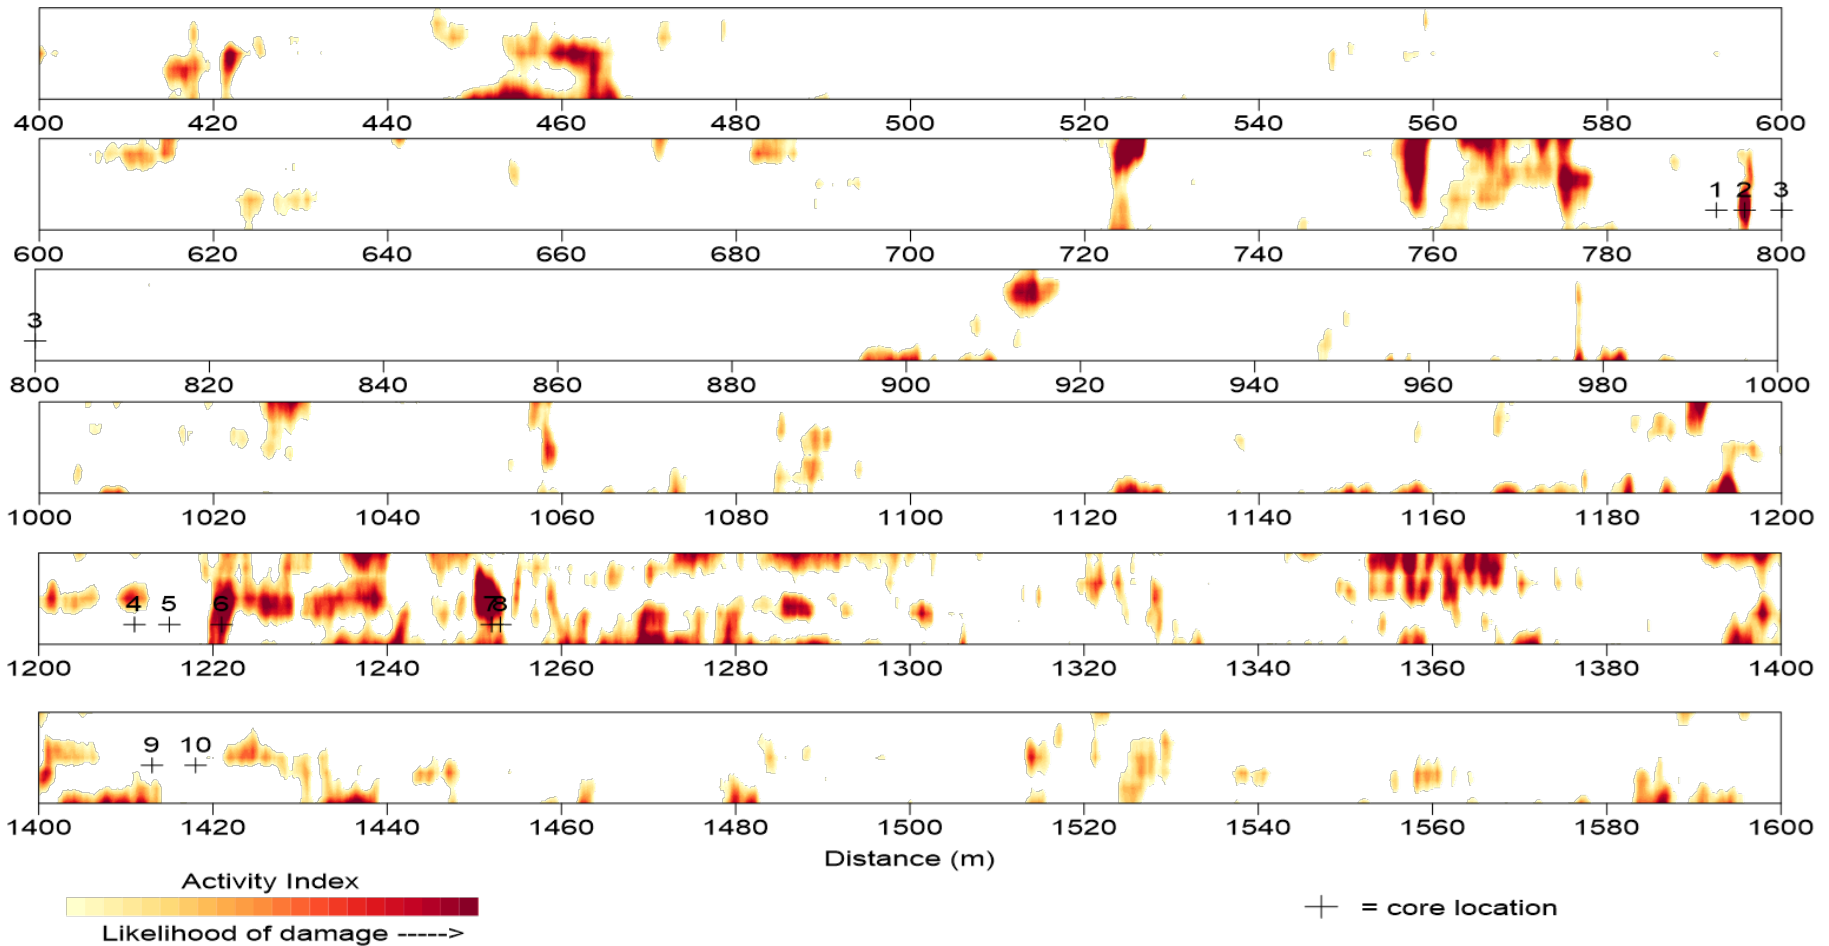 400 420 440 460 480 500 520 540 560 580 600
1 2 3
600 620 640 660 680 700 720 740 760 780 800
3
800 820 840 860 880 900 920 940 960 980 1000
1000 1020 1040 1060 1080 1100 1120 1140 1160 1180 1200
4 5 6 7 8
1200 1220 1240 1260 1280 1300 1320 1340 1360 1380 1400
9 10
1400 1420 1440 1460 1480 1500 1520 1540 1560 1580 1600
Distance (m)
Activity Index
Likelihood of damage ----->
= core location